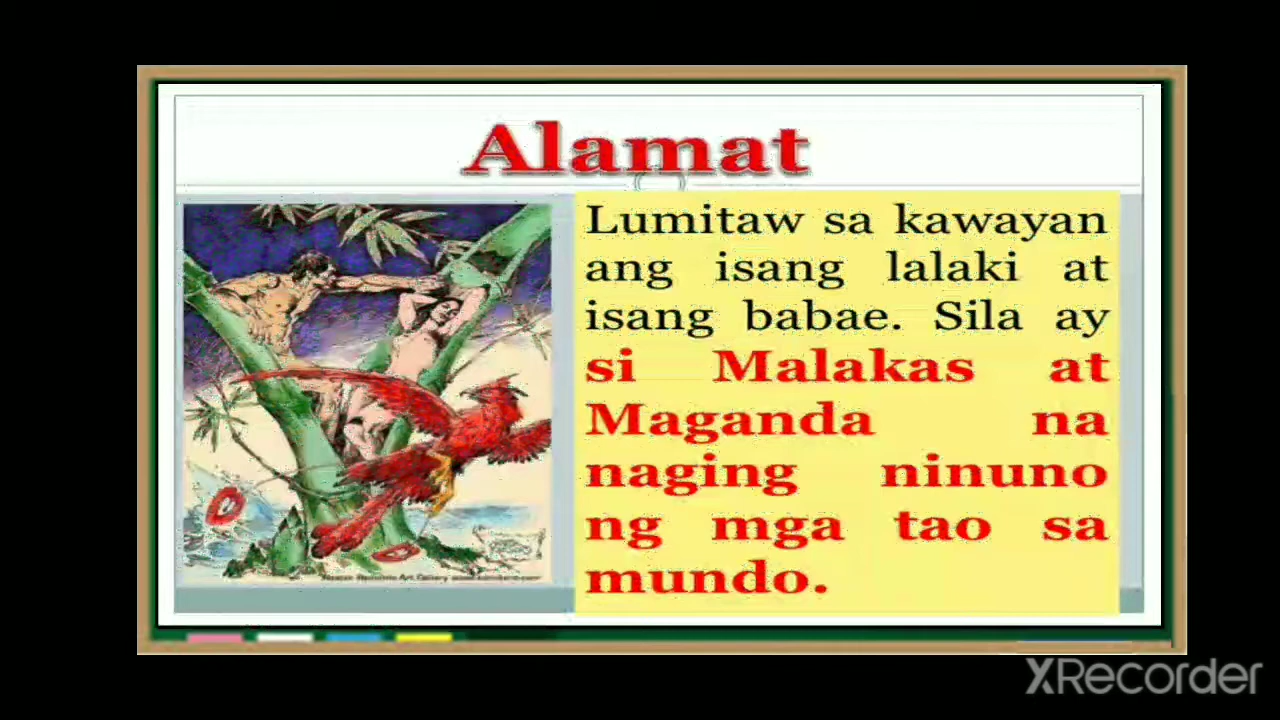 Alamat
Lumitaw sa kawayan
ang isang lalaki at
isang babae. Sila ay
si Malakas at
Maganda na
naging ninuno
ng mga tao sa
mundo.
XRecorder